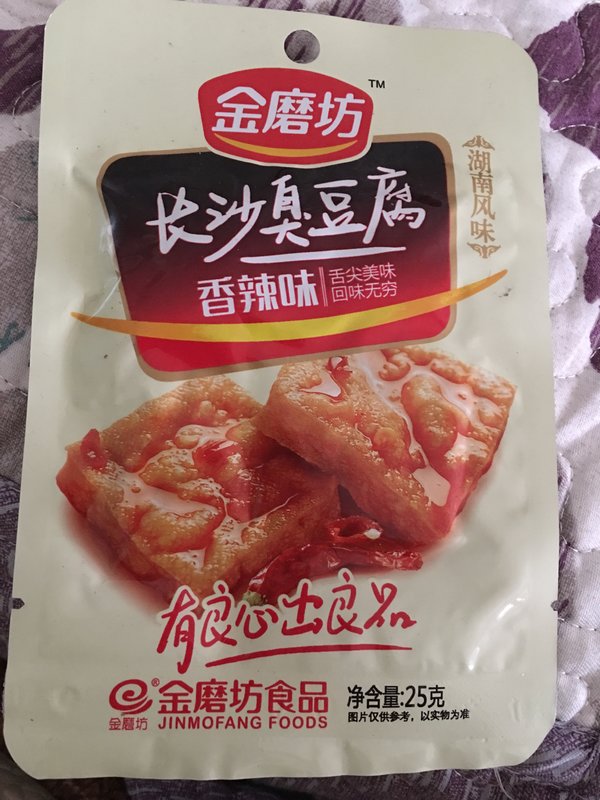 金磨坊
TM
长沙臭豆腐
湖南风味
香辣味
舌尖美味
回味无穷
有良心出良品
®
金磨坊
金磨坊食品
JINMOFANG FOODS
净含量:25克
图片仅供参考，以实物为准